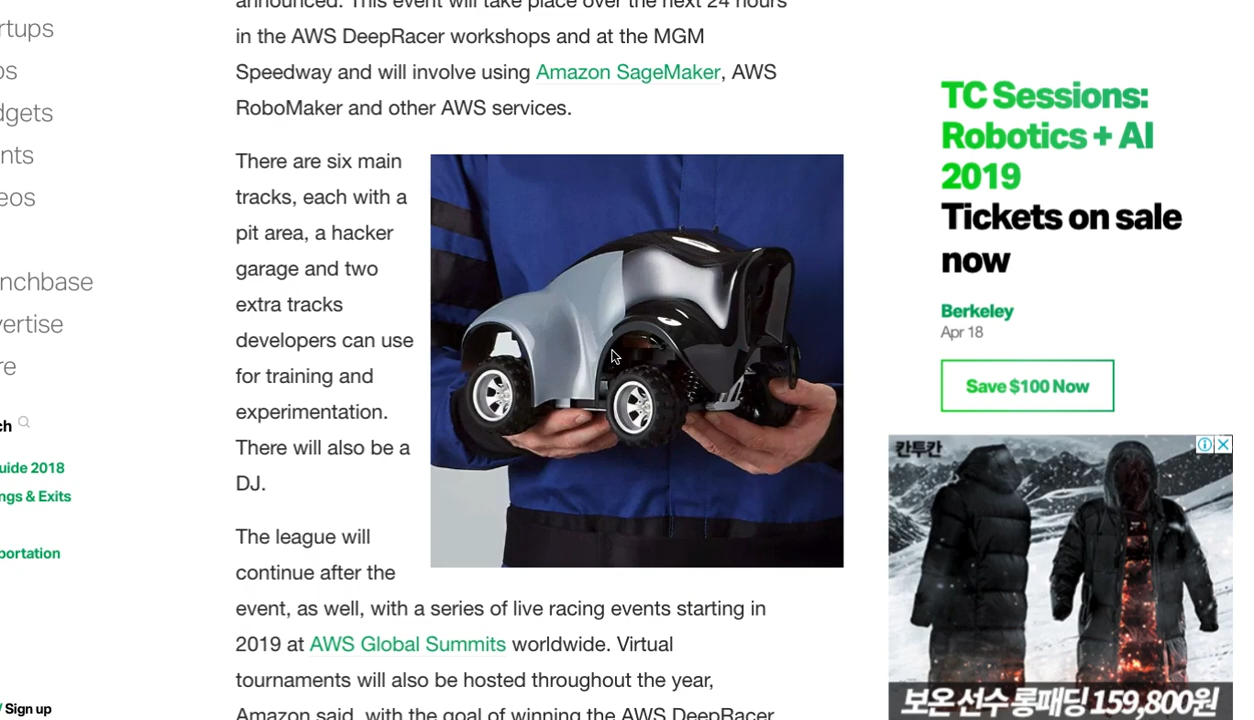 rtups
os
dgets
nts
eos
nchbase
vertise
re
ch
uide 2018
ngs & Exits
portation
/ Sign up
announced. This event will take place over the next 24 hours
in the AWS DeepRacer workshops and at the MGM
Speedway and will involve using Amazon SageMaker, AWS
RoboMaker and other AWS services.
There are six main
tracks, each with a
pit area, a hacker
garage and two
extra tracks
developers can use
for training and
experimentation.
There will also be a
DJ.
The league will
continue after the
event, as well, with a series of live racing events starting in
2019 at AWS Global Summits worldwide. Virtual
tournaments will also be hosted throughout the year,
Amazon said, with the goal of winning the AWS DeepRacer
TC Sessions:
Robotics + AI
2019
Tickets on sale
now
Berkeley
Apr 18
Save $100 Now
칸투칸
보온 선수 롱패딩 159,800원